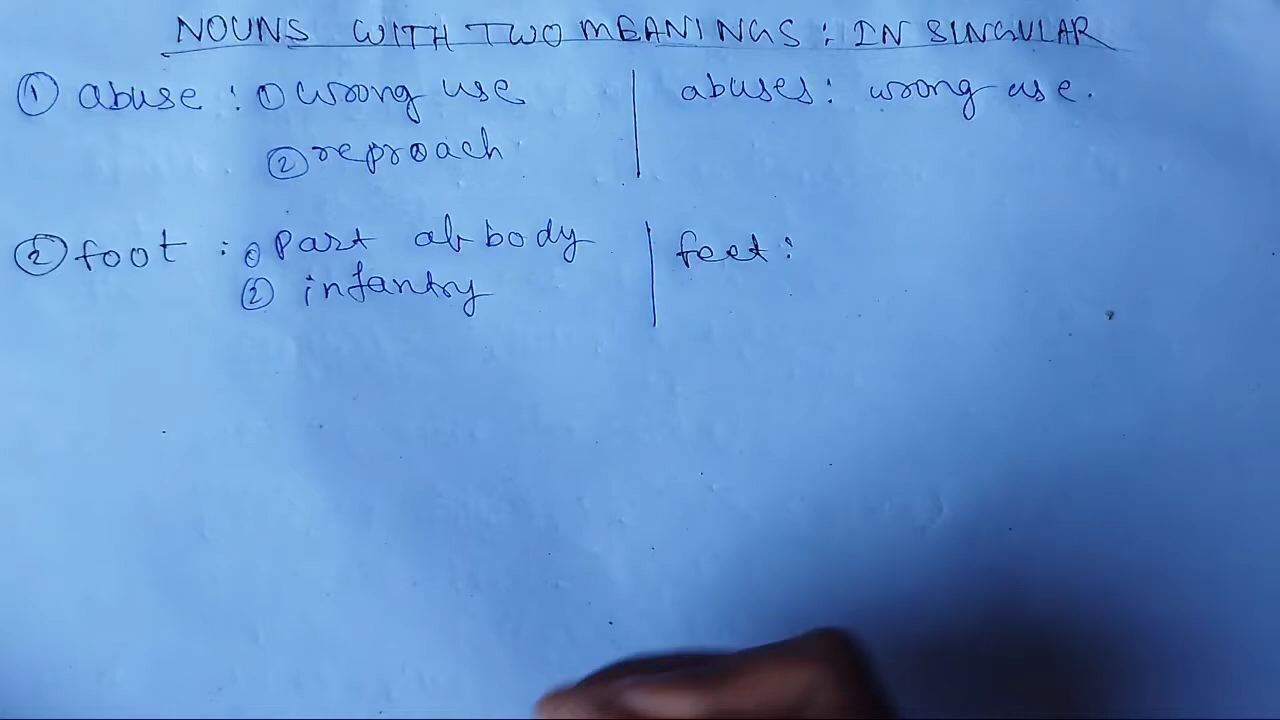 NOUNS WITH TWO MEANINGS: IN SINGULAR
① abuse : ① wrong use | abuses: wrong use.
② reproach
② foot : ① Part of body | feet:
② infantry